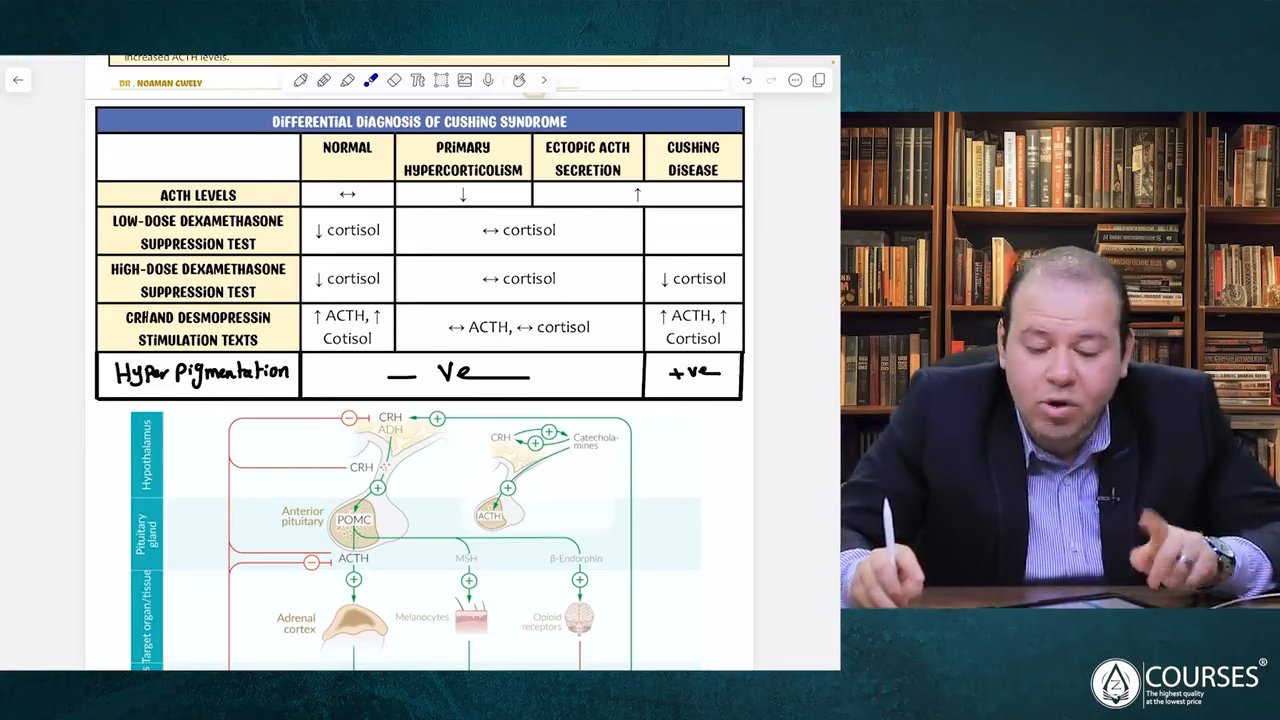 increased ACTH levels.
DR. NOAMAN GWELY
DIFFERENTIAL DIAGNOSIS OF CUSHING SYNDROME
NORMAL
PRIMARY
HYPERCORTICOLISM
ECTOPIC ACTH
SECRETION
CUSHING
DISEASE
ACTH LEVELS
↔
↓
↑
LOW-DOSE DEXAMETHASONE
SUPPRESSION TEST
↓ cortisol
↔ cortisol
HIGH-DOSE DEXAMETHASONE
SUPPRESSION TEST
↓ cortisol
↔ cortisol
↓ cortisol
CRH AND DESMOPRESSIN
STIMULATION TEXTS
↑ ACTH, ↑
Cotisol
↔ ACTH, ↔ cortisol
↑ ACTH, ↑
Cortisol
Hyper Pigmentation
— Ve
+ve
Hypothalamus
CRH
ADH
CRH
CRH
Catechola-
mines
Pituitary
gland
Anterior
pituitary
POMC
ACTH
ACTH
MSH
β-Endorphin
Target organ/tissue
Adrenal
cortex
Melanocytes
Opioid
receptors
Z COURSES®
The highest quality
at the lowest price